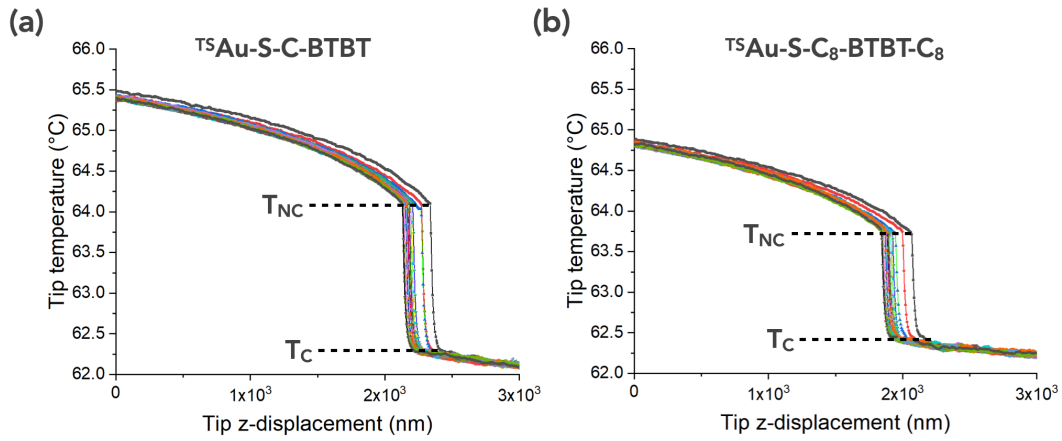 (a)
TSAu-S-C-BTBT
66.0
65.5
65.0
64.5
64.0
63.5
63.0
62.5
62.0
Tip temperature (°C)
TNC
TC
0
1x10³
2x10³
3x10³
Tip z-displacement (nm)
(b)
TSAu-S-C8-BTBT-C8
66.0
65.5
65.0
64.5
64.0
63.5
63.0
62.5
62.0
Tip temperature (°C)
TNC
TC
0
1x10³
2x10³
3x10³
Tip z-displacement (nm)